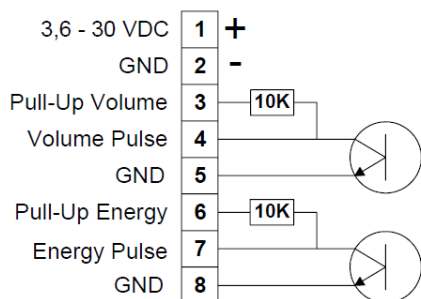 3,6 - 30 VDC 1 +
GND 2 -
Pull-Up Volume 3 10K
Volume Pulse 4
GND 5
Pull-Up Energy 6 10K
Energy Pulse 7
GND 8